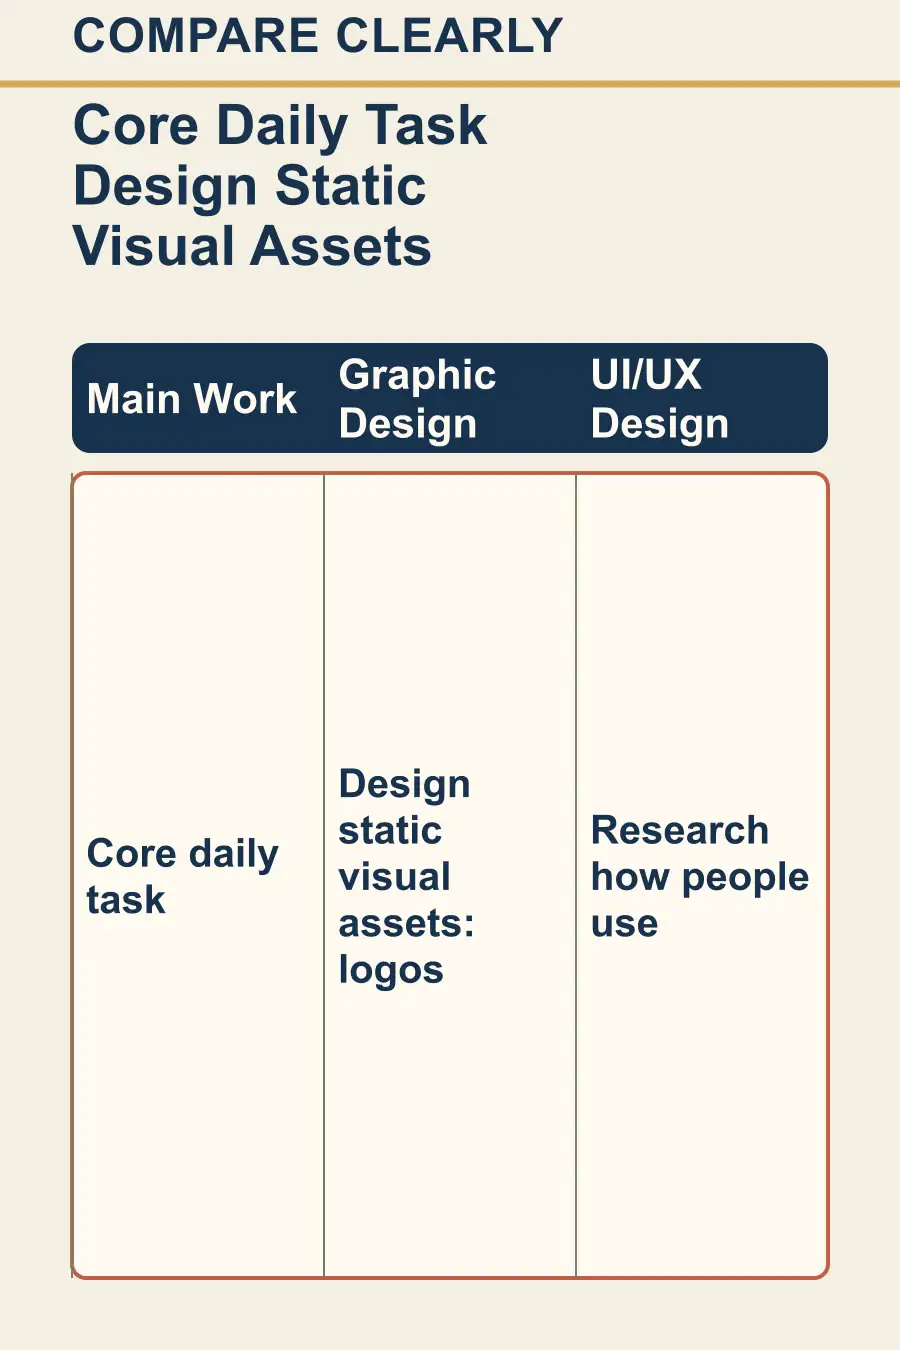 COMPARE CLEARLY
Core Daily Task
Design Static
Visual Assets
Main Work
Graphic
Design
UI/UX
Design
Core daily
task
Design
static
visual
assets:
logos
Research
how people
use